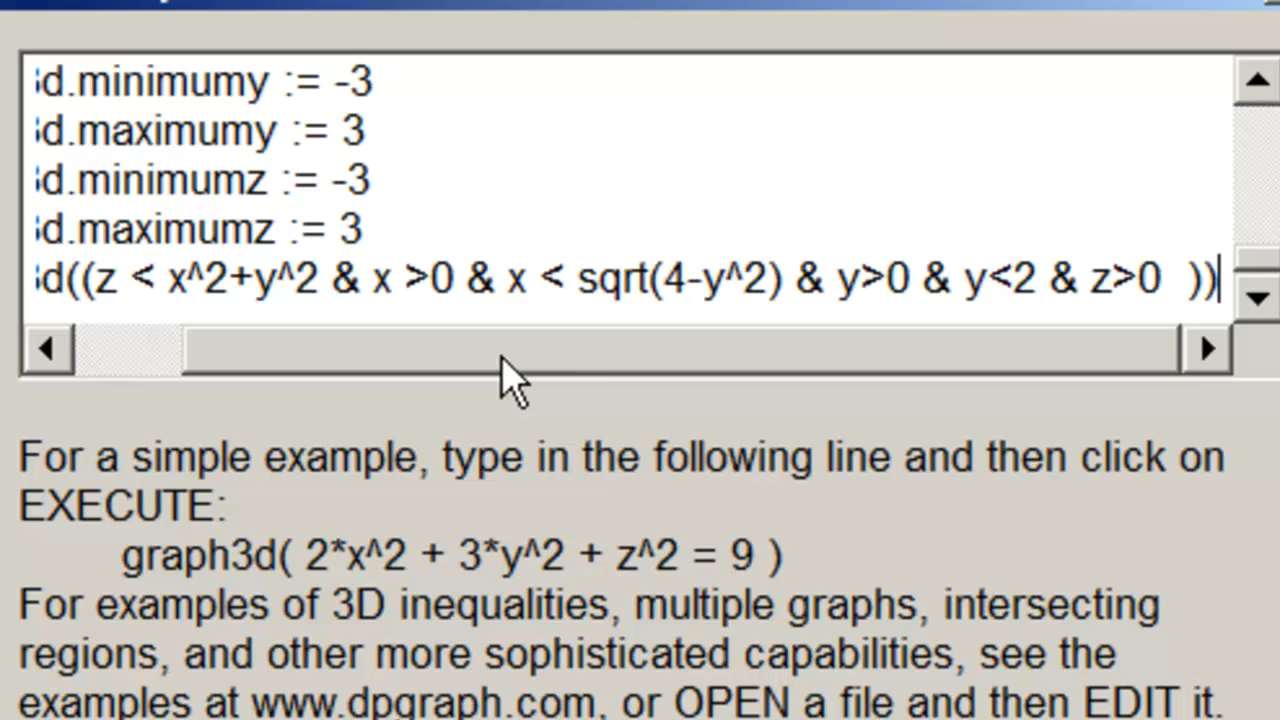 d.minimumy := -3
d.maximumy := 3
d.minimumz := -3
d.maximumz := 3
d((z < x^2+y^2 & x >0 & x < sqrt(4-y^2) & y>0 & y<2 & z>0  ))
For a simple example, type in the following line and then click on
EXECUTE:
graph3d( 2*x^2 + 3*y^2 + z^2 = 9 )
For examples of 3D inequalities, multiple graphs, intersecting
regions, and other more sophisticated capabilities, see the
examples at www.dpgraph.com, or OPEN a file and then EDIT it.